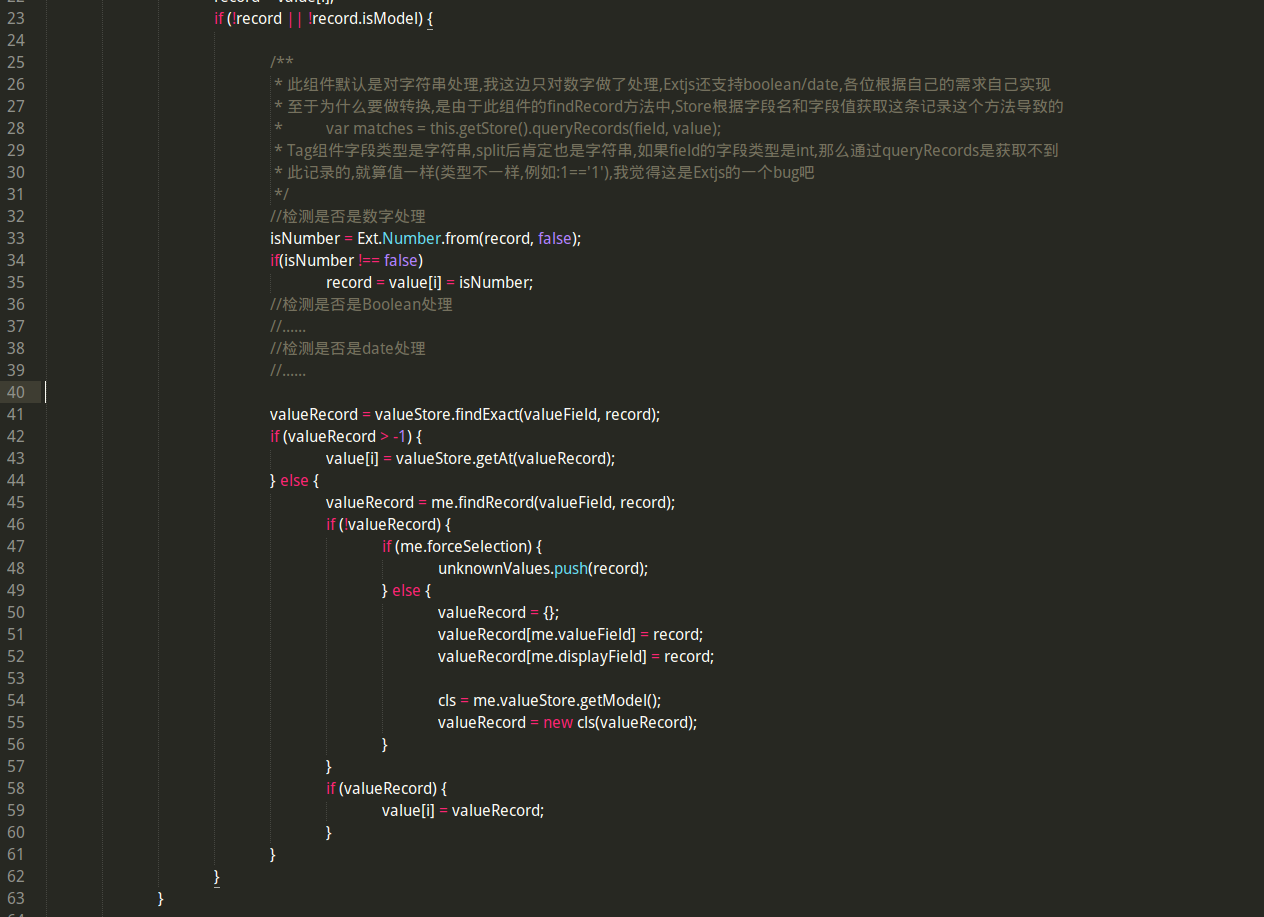 23 if (!record || !record.isModel) {
24
25 /**
26 * 此组件默认是对字符串处理,我这边只对数字做了处理,Extjs还支持boolean/date,各位根据自己的需求自己实现
27 * 至于为什么要做转换,是由于此组件的findRecord方法中,Store根据字段名和字段值获取这条记录这个方法导致的
28 * var matches = this.getStore().queryRecords(field, value);
29 * Tag组件字段类型是字符串,split后肯定也是字符串,如果field的字段类型是int,那么通过queryRecords是获取不到
30 * 此记录的,就算值一样(类型不一样,例如:1=='1'),我觉得这是Extjs的一个bug吧
31 */
32 //检测是否是数字处理
33 isNumber = Ext.Number.from(record, false);
34 if(isNumber !== false)
35 record = value[i] = isNumber;
36 //检测是否是Boolean处理
37 //......
38 //检测是否是date处理
39 //......
40
41 valueRecord = valueStore.findExact(valueField, record);
42 if (valueRecord > -1) {
43 value[i] = valueStore.getAt(valueRecord);
44 } else {
45 valueRecord = me.findRecord(valueField, record);
46 if (!valueRecord) {
47 if (me.forceSelection) {
48 unknownValues.push(record);
49 } else {
50 valueRecord = {};
51 valueRecord[me.valueField] = record;
52 valueRecord[me.displayField] = record;
53
54 cls = me.valueStore.getModel();
55 valueRecord = new cls(valueRecord);
56 }
57 }
58 if (valueRecord) {
59 value[i] = valueRecord;
60 }
61 }
62 }
63 }